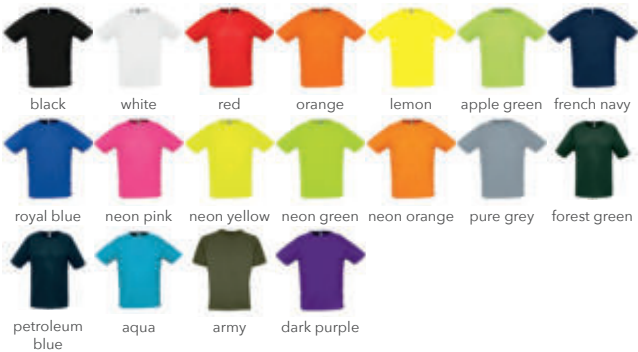 black white red orange lemon apple green french navy
royal blue neon pink neon yellow neon green neon orange pure grey forest green
petroleum aqua army dark purple
blue